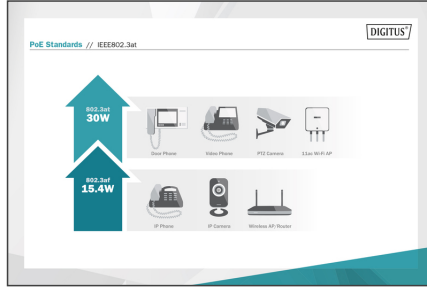 DIGITUS®
PoE Standards // IEEE802.3at
802.3at
30W
Door Phone
Video Phone
PTZ Camera
11ac Wi-Fi AP
802.3af
15.4W
IP Phone
IP Camera
Wireless AP/Router